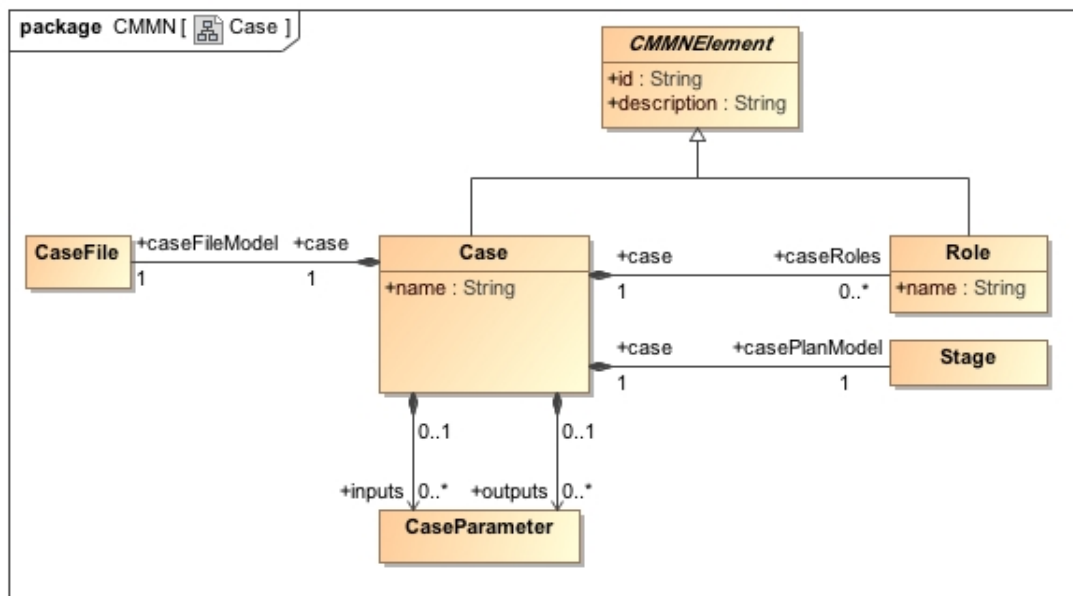 package CMMN [ Case ]
CMMNElement
+id : String
+description : String
CaseFile
+caseFileModel
1
+case
1
Case
+name : String
+case
1
+caseRoles
0..*
Role
+name : String
+case
1
+casePlanModel
1
Stage
0..1
0..1
+inputs
0..*
+outputs
0..*
CaseParameter